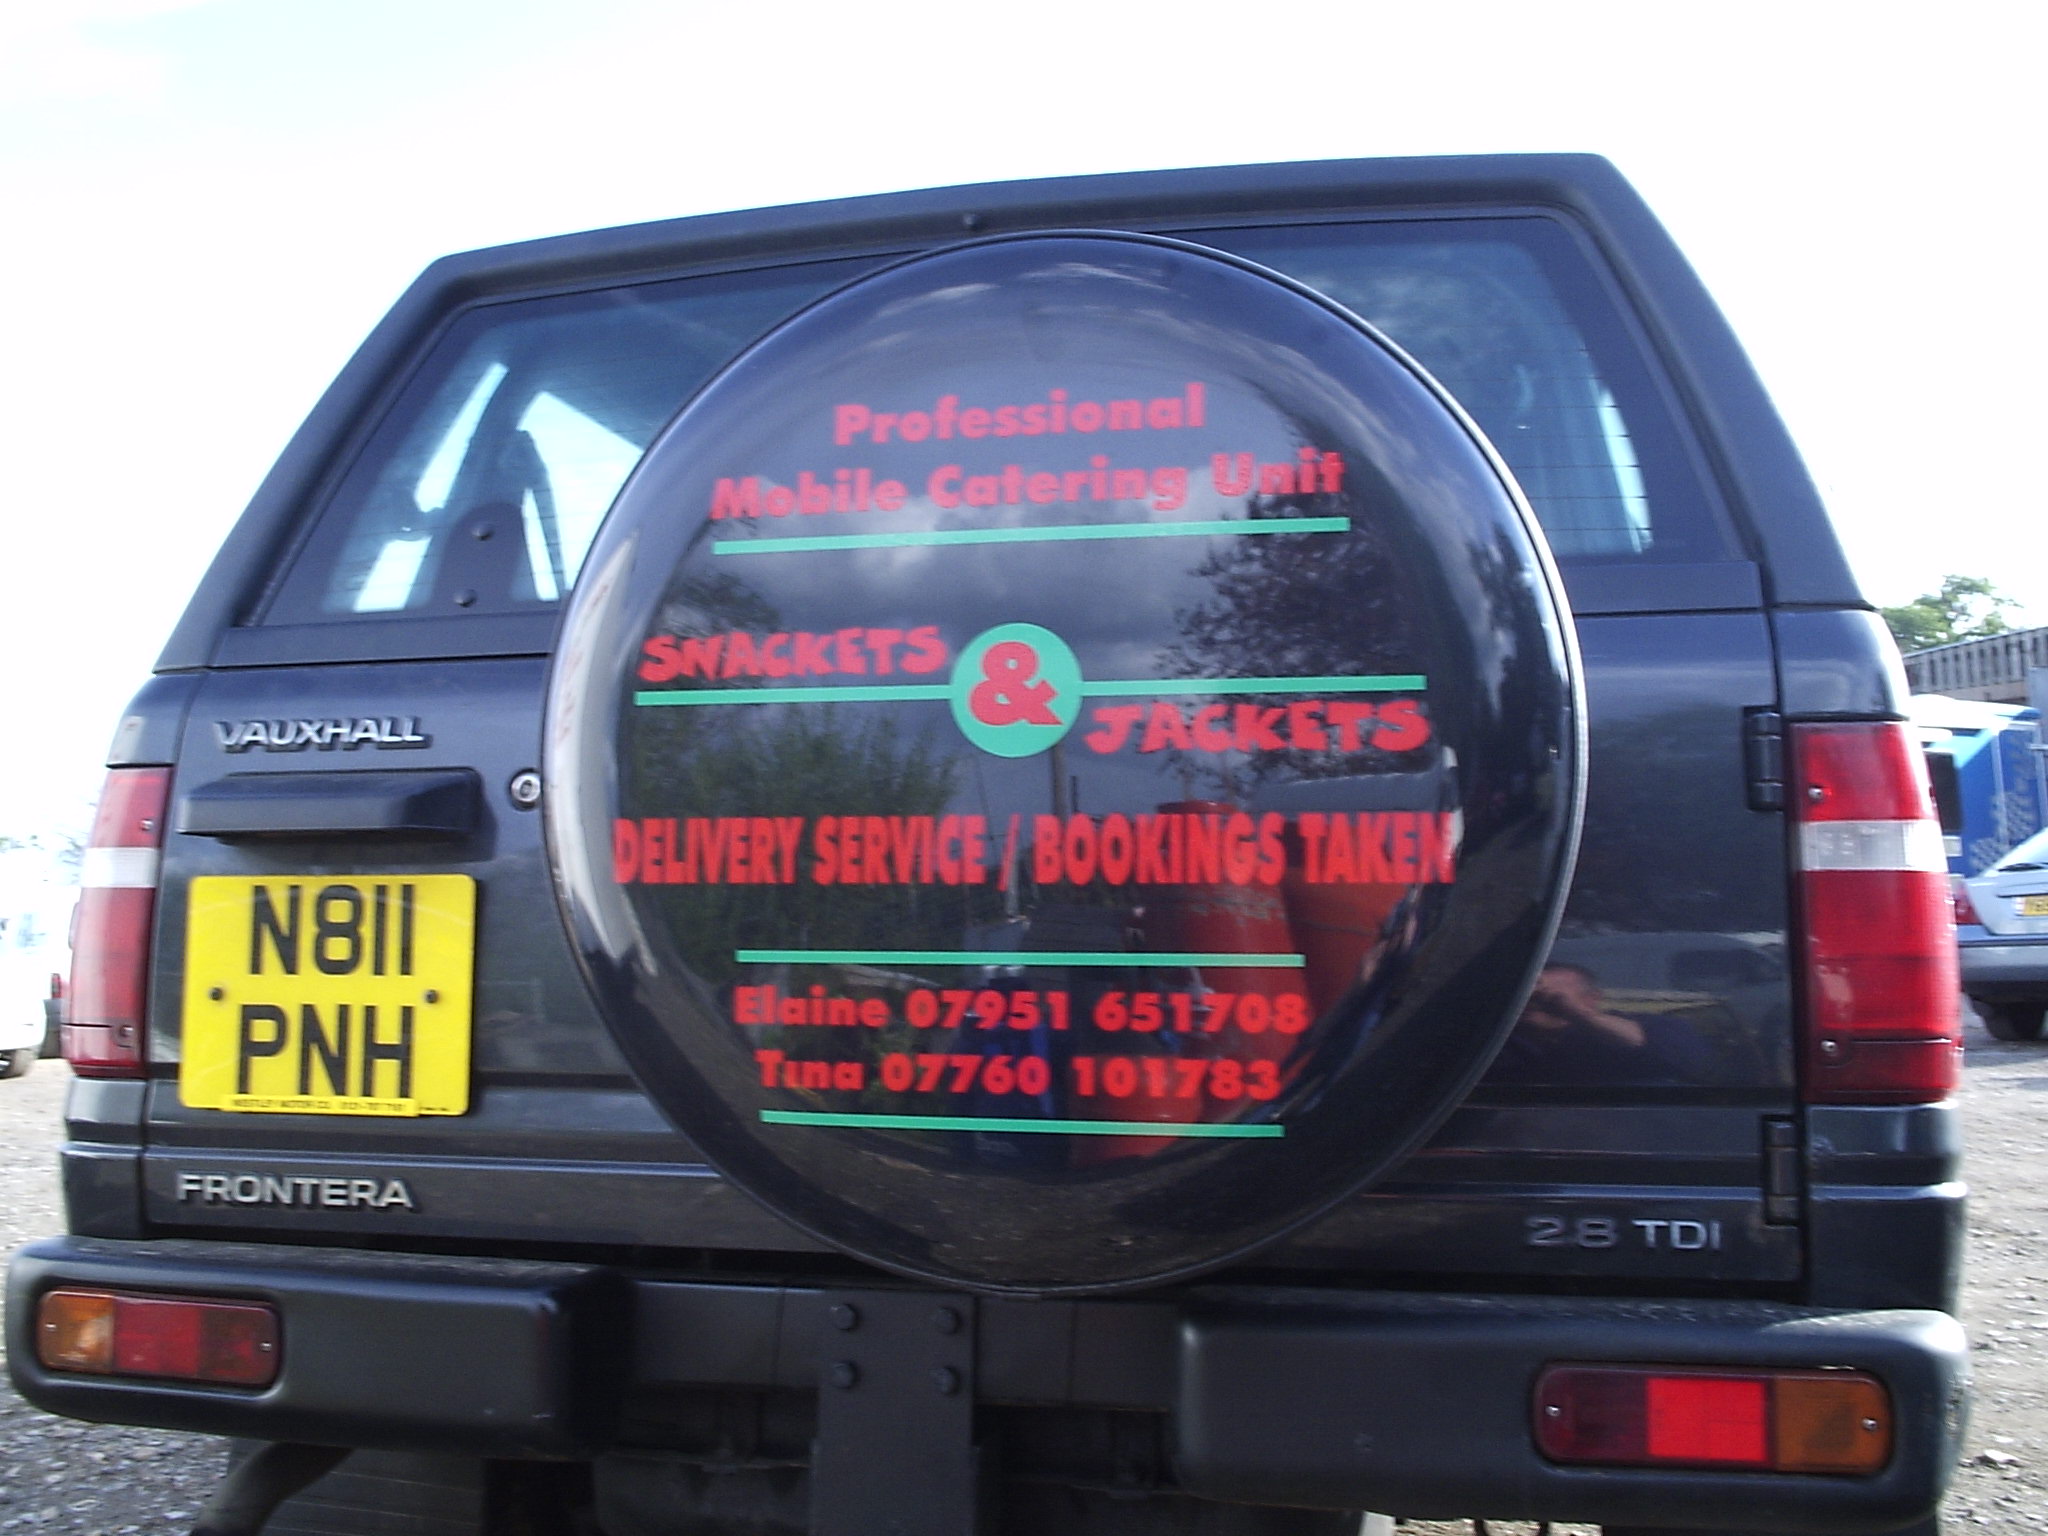 Professional
Mobile Catering Unit
SNACKETS
&
JACKETS
DELIVERY SERVICE / BOOKINGS TAKEN
Elaine 07951 651708
Tina 07760 101783
VAUXHALL
N811
PNH
FRONTERA
2.8 TDI